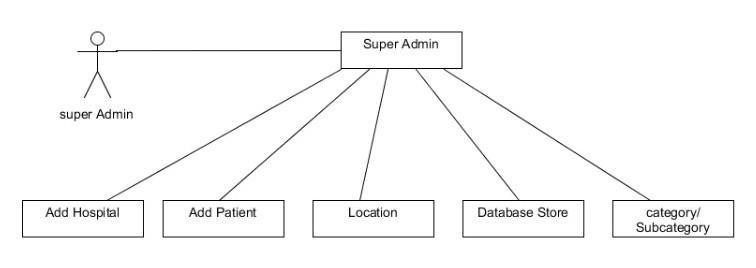 Super Admin
super Admin
Add Hospital
Add Patient
Location
Database Store
category/
Subcategory